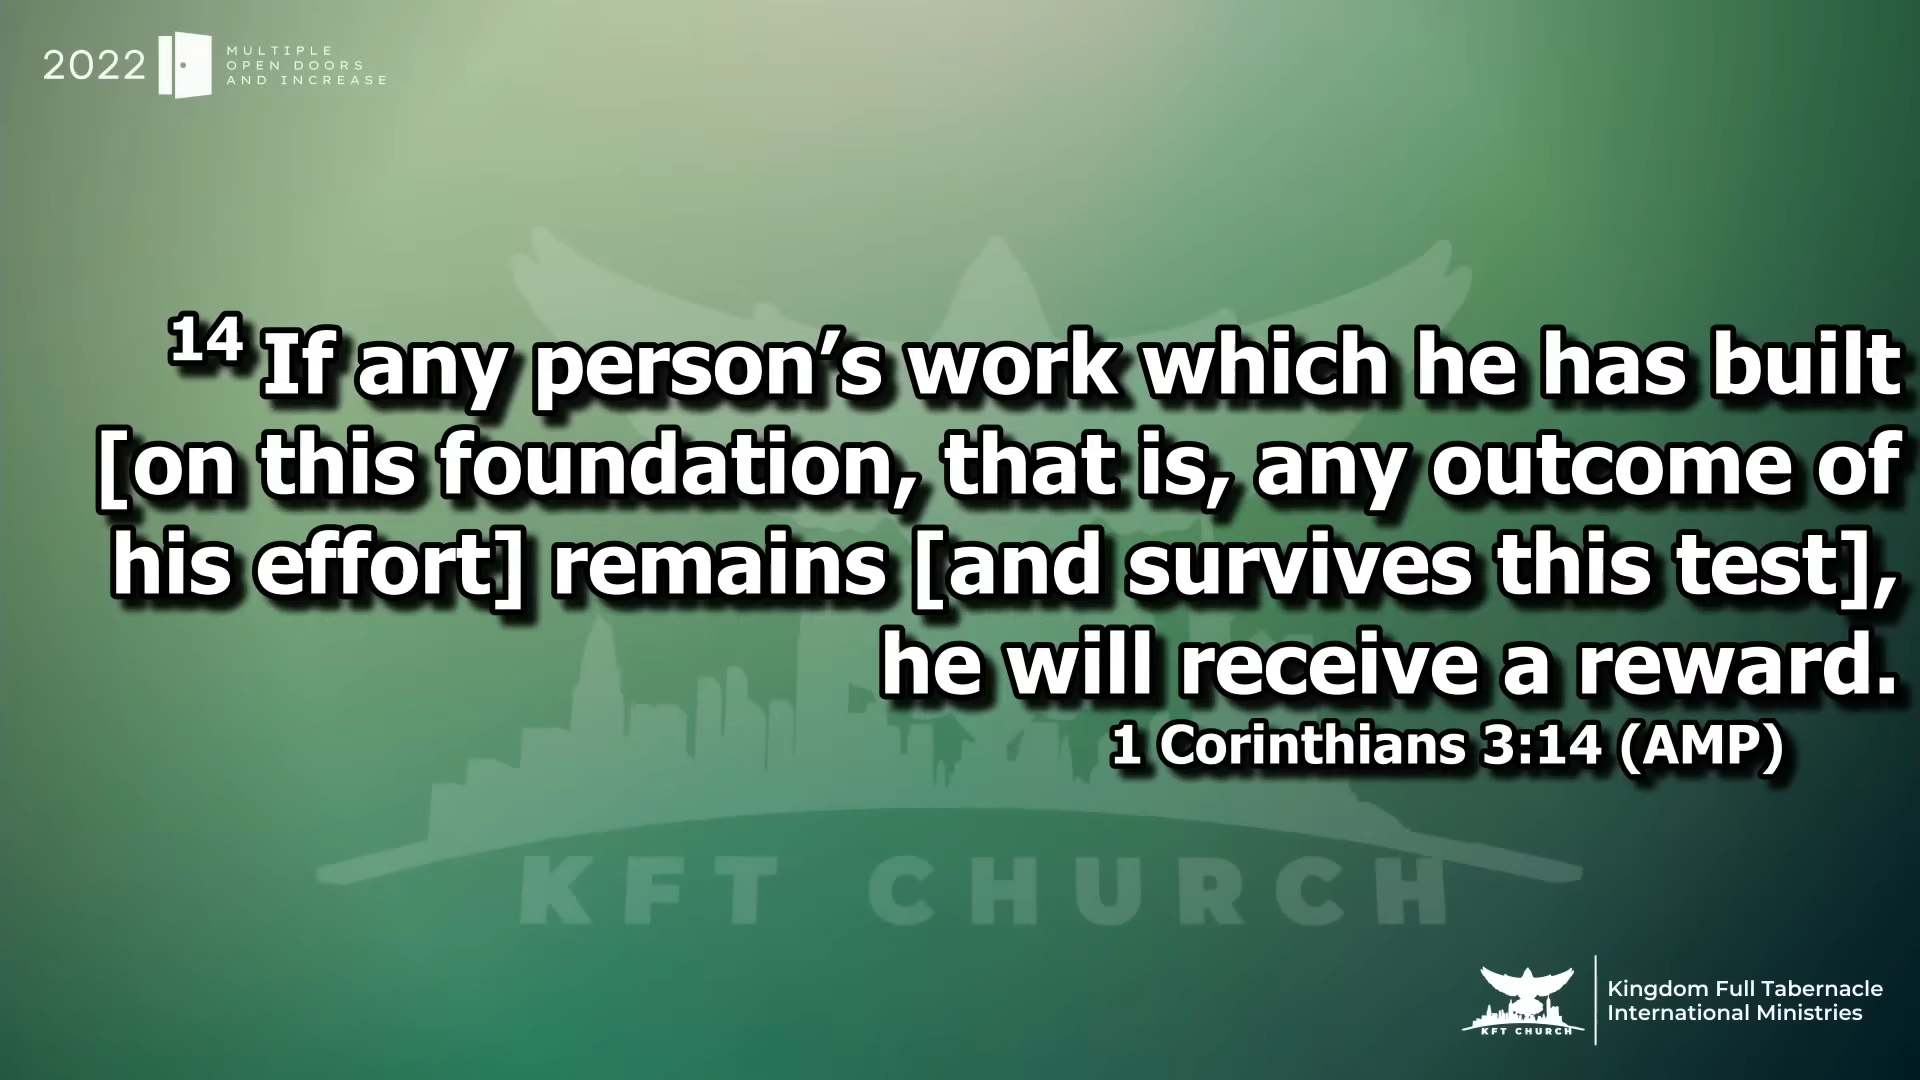 2022
MULTIPLE
OPEN DOORS
AND INCREASE
14 If any person’s work which he has built
[on this foundation, that is, any outcome of
his effort] remains [and survives this test],
he will receive a reward.
1 Corinthians 3:14 (AMP)
KFT CHURCH
KFT CHURCH
Kingdom Full Tabernacle
International Ministries